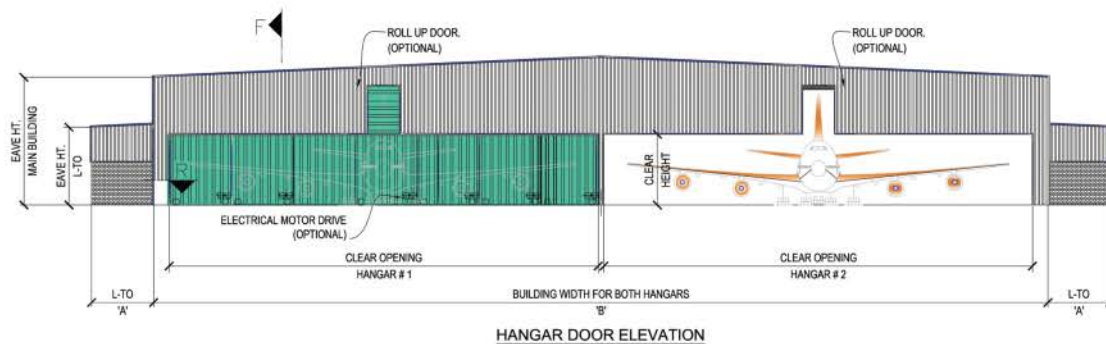 F
ROLL UP DOOR.
(OPTIONAL)
ROLL UP DOOR.
(OPTIONAL)
EAVE HT.
MAIN BUILDING
EAVE HT.
L-TO
R
CLEAR
HEIGHT
ELECTRICAL MOTOR DRIVE
(OPTIONAL)
CLEAR OPENING
HANGAR # 1
CLEAR OPENING
HANGAR # 2
L-TO
'A'
BUILDING WIDTH FOR BOTH HANGARS
'B'
L-TO
'A'
HANGAR DOOR ELEVATION